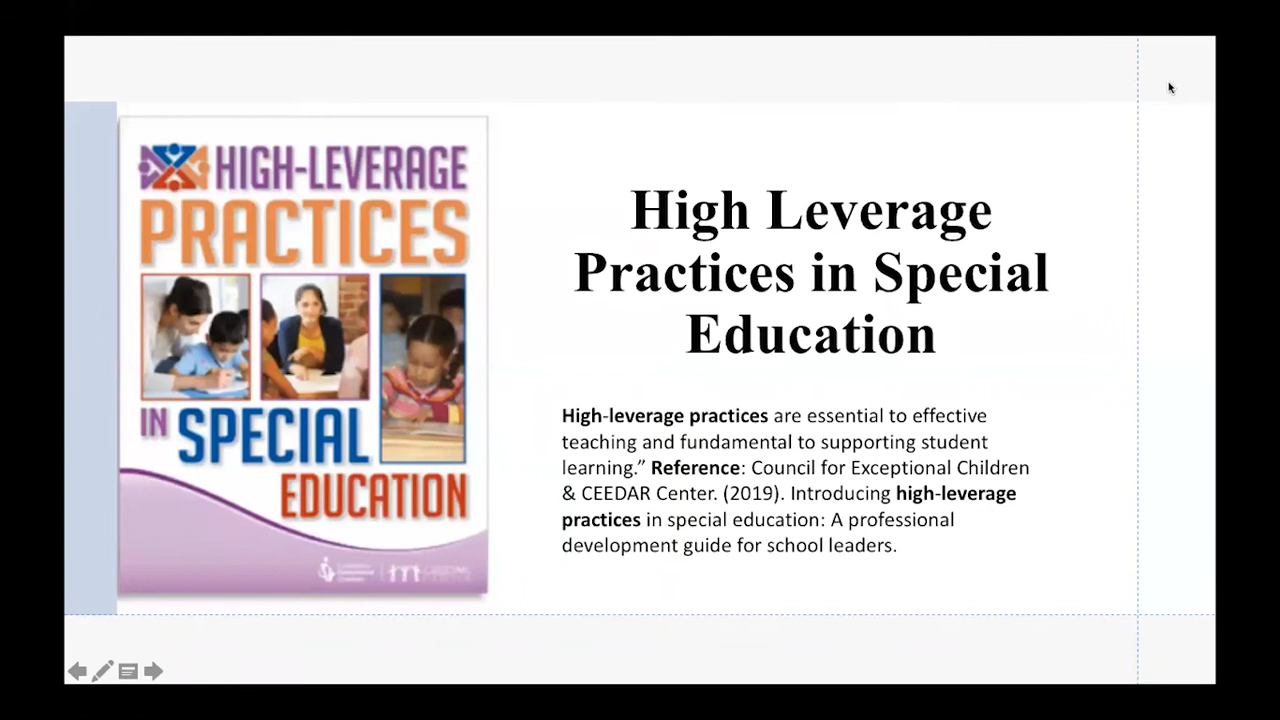 HIGH-LEVERAGE
PRACTICES
IN SPECIAL
EDUCATION
High Leverage
Practices in Special
Education
High-leverage practices are essential to effective
teaching and fundamental to supporting student
learning.” Reference: Council for Exceptional Children
& CEEDAR Center. (2019). Introducing high-leverage
practices in special education: A professional
development guide for school leaders.